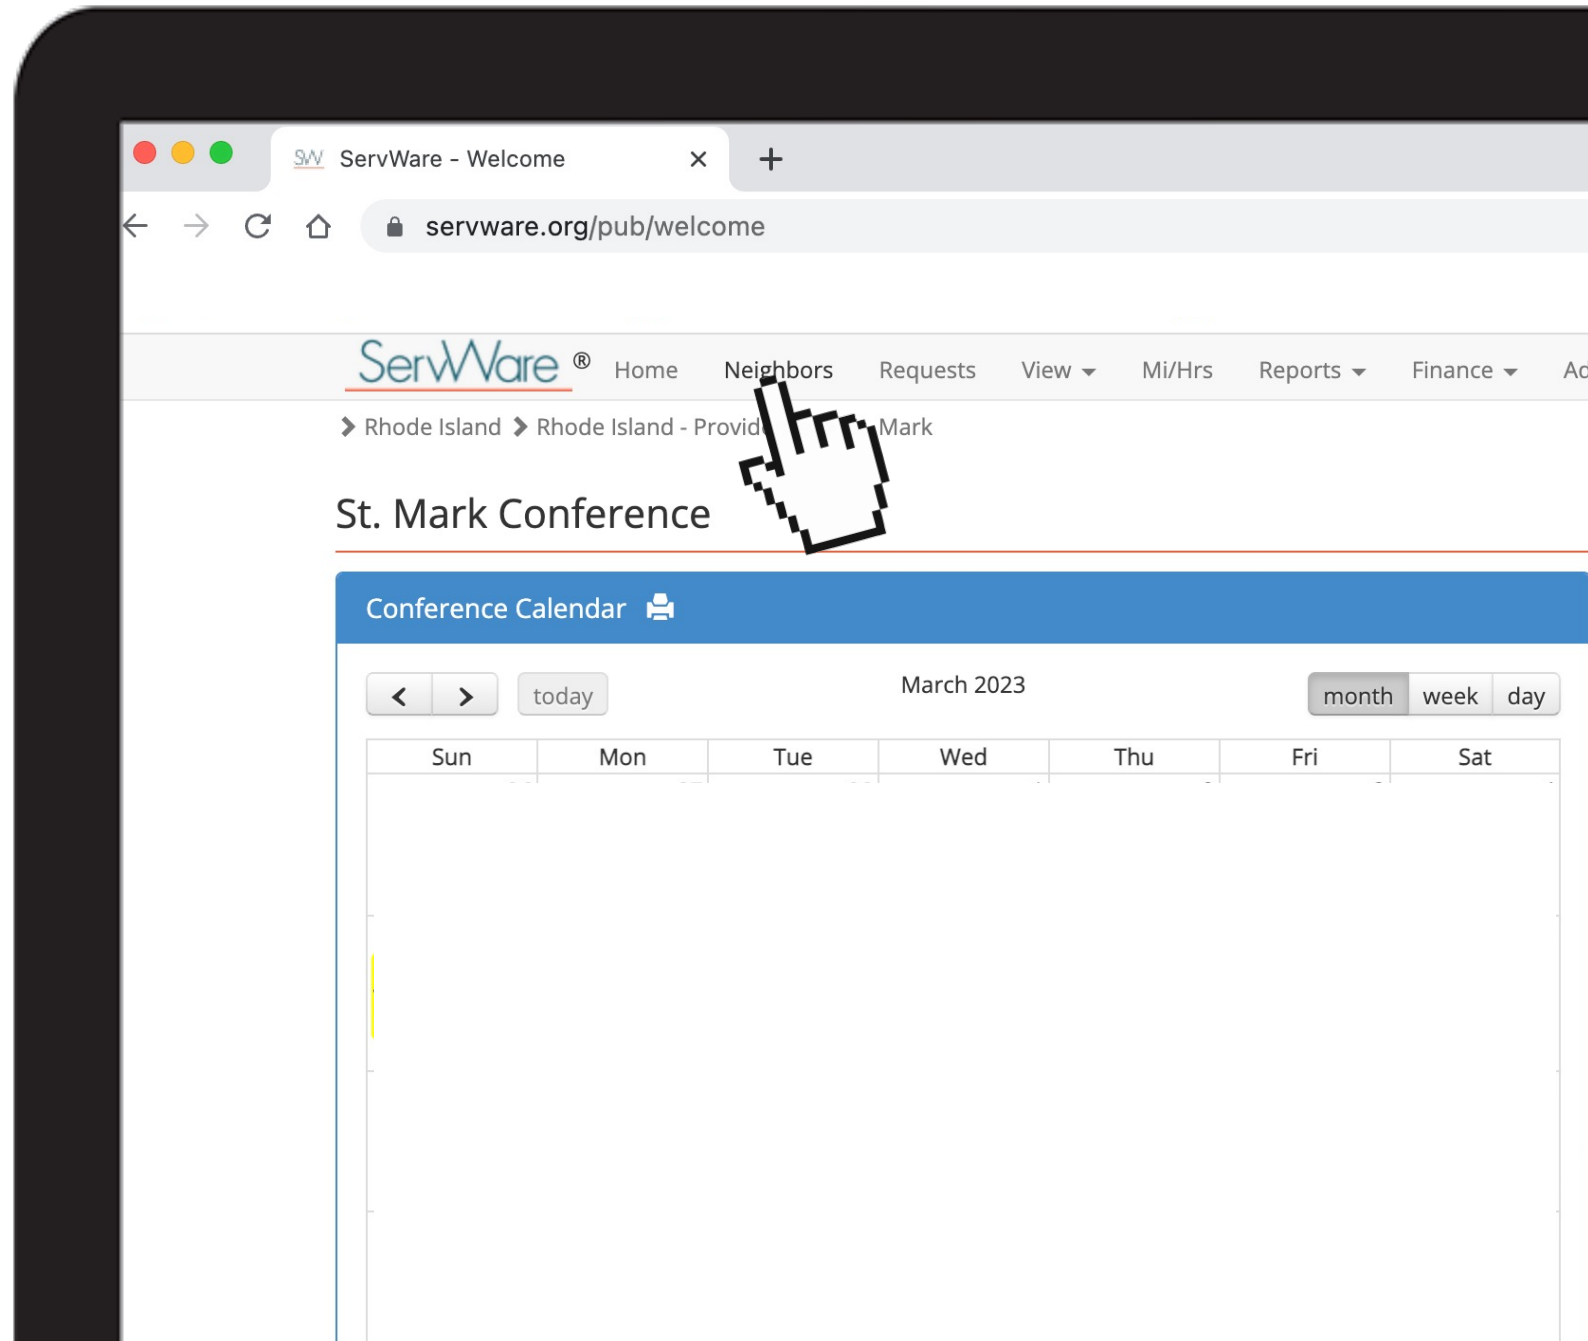 SW ServWare - Welcome
servware.org/pub/welcome
ServWare ® Home Neighbors Requests View Mi/Hrs Reports Finance
Rhode Island Rhode Island - Mark
St. Mark Conference
Conference Calendar
today March 2023 month week day
Sun Mon Tue Wed Thu Fri Sat